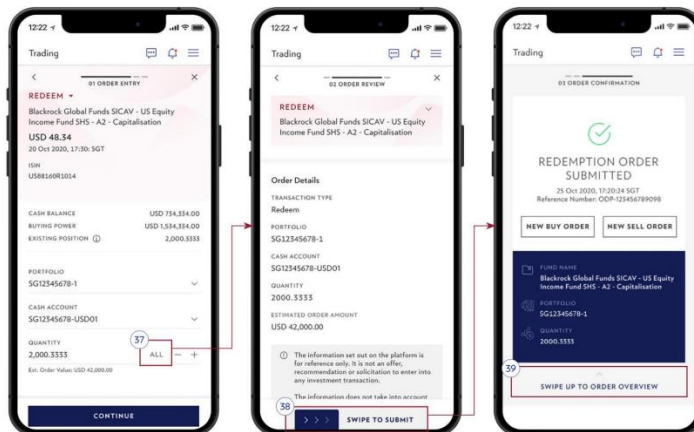 12:22
Trading
01 ORDER ENTRY
REDEEM
Blackrock Global Funds SICAV - US Equity
Income Fund SHS - A2 - Capitalisation
USD 48.34
20 Oct 2020, 17:30: SGT
ISIN
US88160R1014
CASH BALANCE USD 734,334.00
BUYING POWER USD 1,534,334.00
EXISTING POSITION 2,000.3333
PORTFOLIO
SG12345678-1
CASH ACCOUNT
SG12345678-USD01
37
QUANTITY
2,000.3333 ALL − +
Est. Order Value: USD 42,000.00
CONTINUE
12:22
Trading
02 ORDER REVIEW
REDEEM
Blackrock Global Funds SICAV - US Equity
Income Fund SHS - A2 - Capitalisation
Order Details
TRANSACTION TYPE
Redeem
PORTFOLIO
SG12345678-1
CASH ACCOUNT
SG12345678-USD01
QUANTITY
2000.3333
ESTIMATED ORDER AMOUNT
USD 42,000.00
The information set out on the platform is
for reference only. It is not an offer,
recommendation or solicitation to enter into
any investment transaction.
The information does not take into account
38
SWIPE TO SUBMIT
12:22
Trading
03 ORDER CONFIRMATION
REDEMPTION ORDER
SUBMITTED
25 Oct 2020, 17:20:24 SGT
Reference Number: ODP-123456789098
NEW BUY ORDER NEW SELL ORDER
FUND NAME
Blackrock Global Funds SICAV - US Equity
Income Fund SHS - A2 - Capitalisation
PORTFOLIO
SG12345678-1
QUANTITY
2000.3333
39
SWIPE UP TO ORDER OVERVIEW